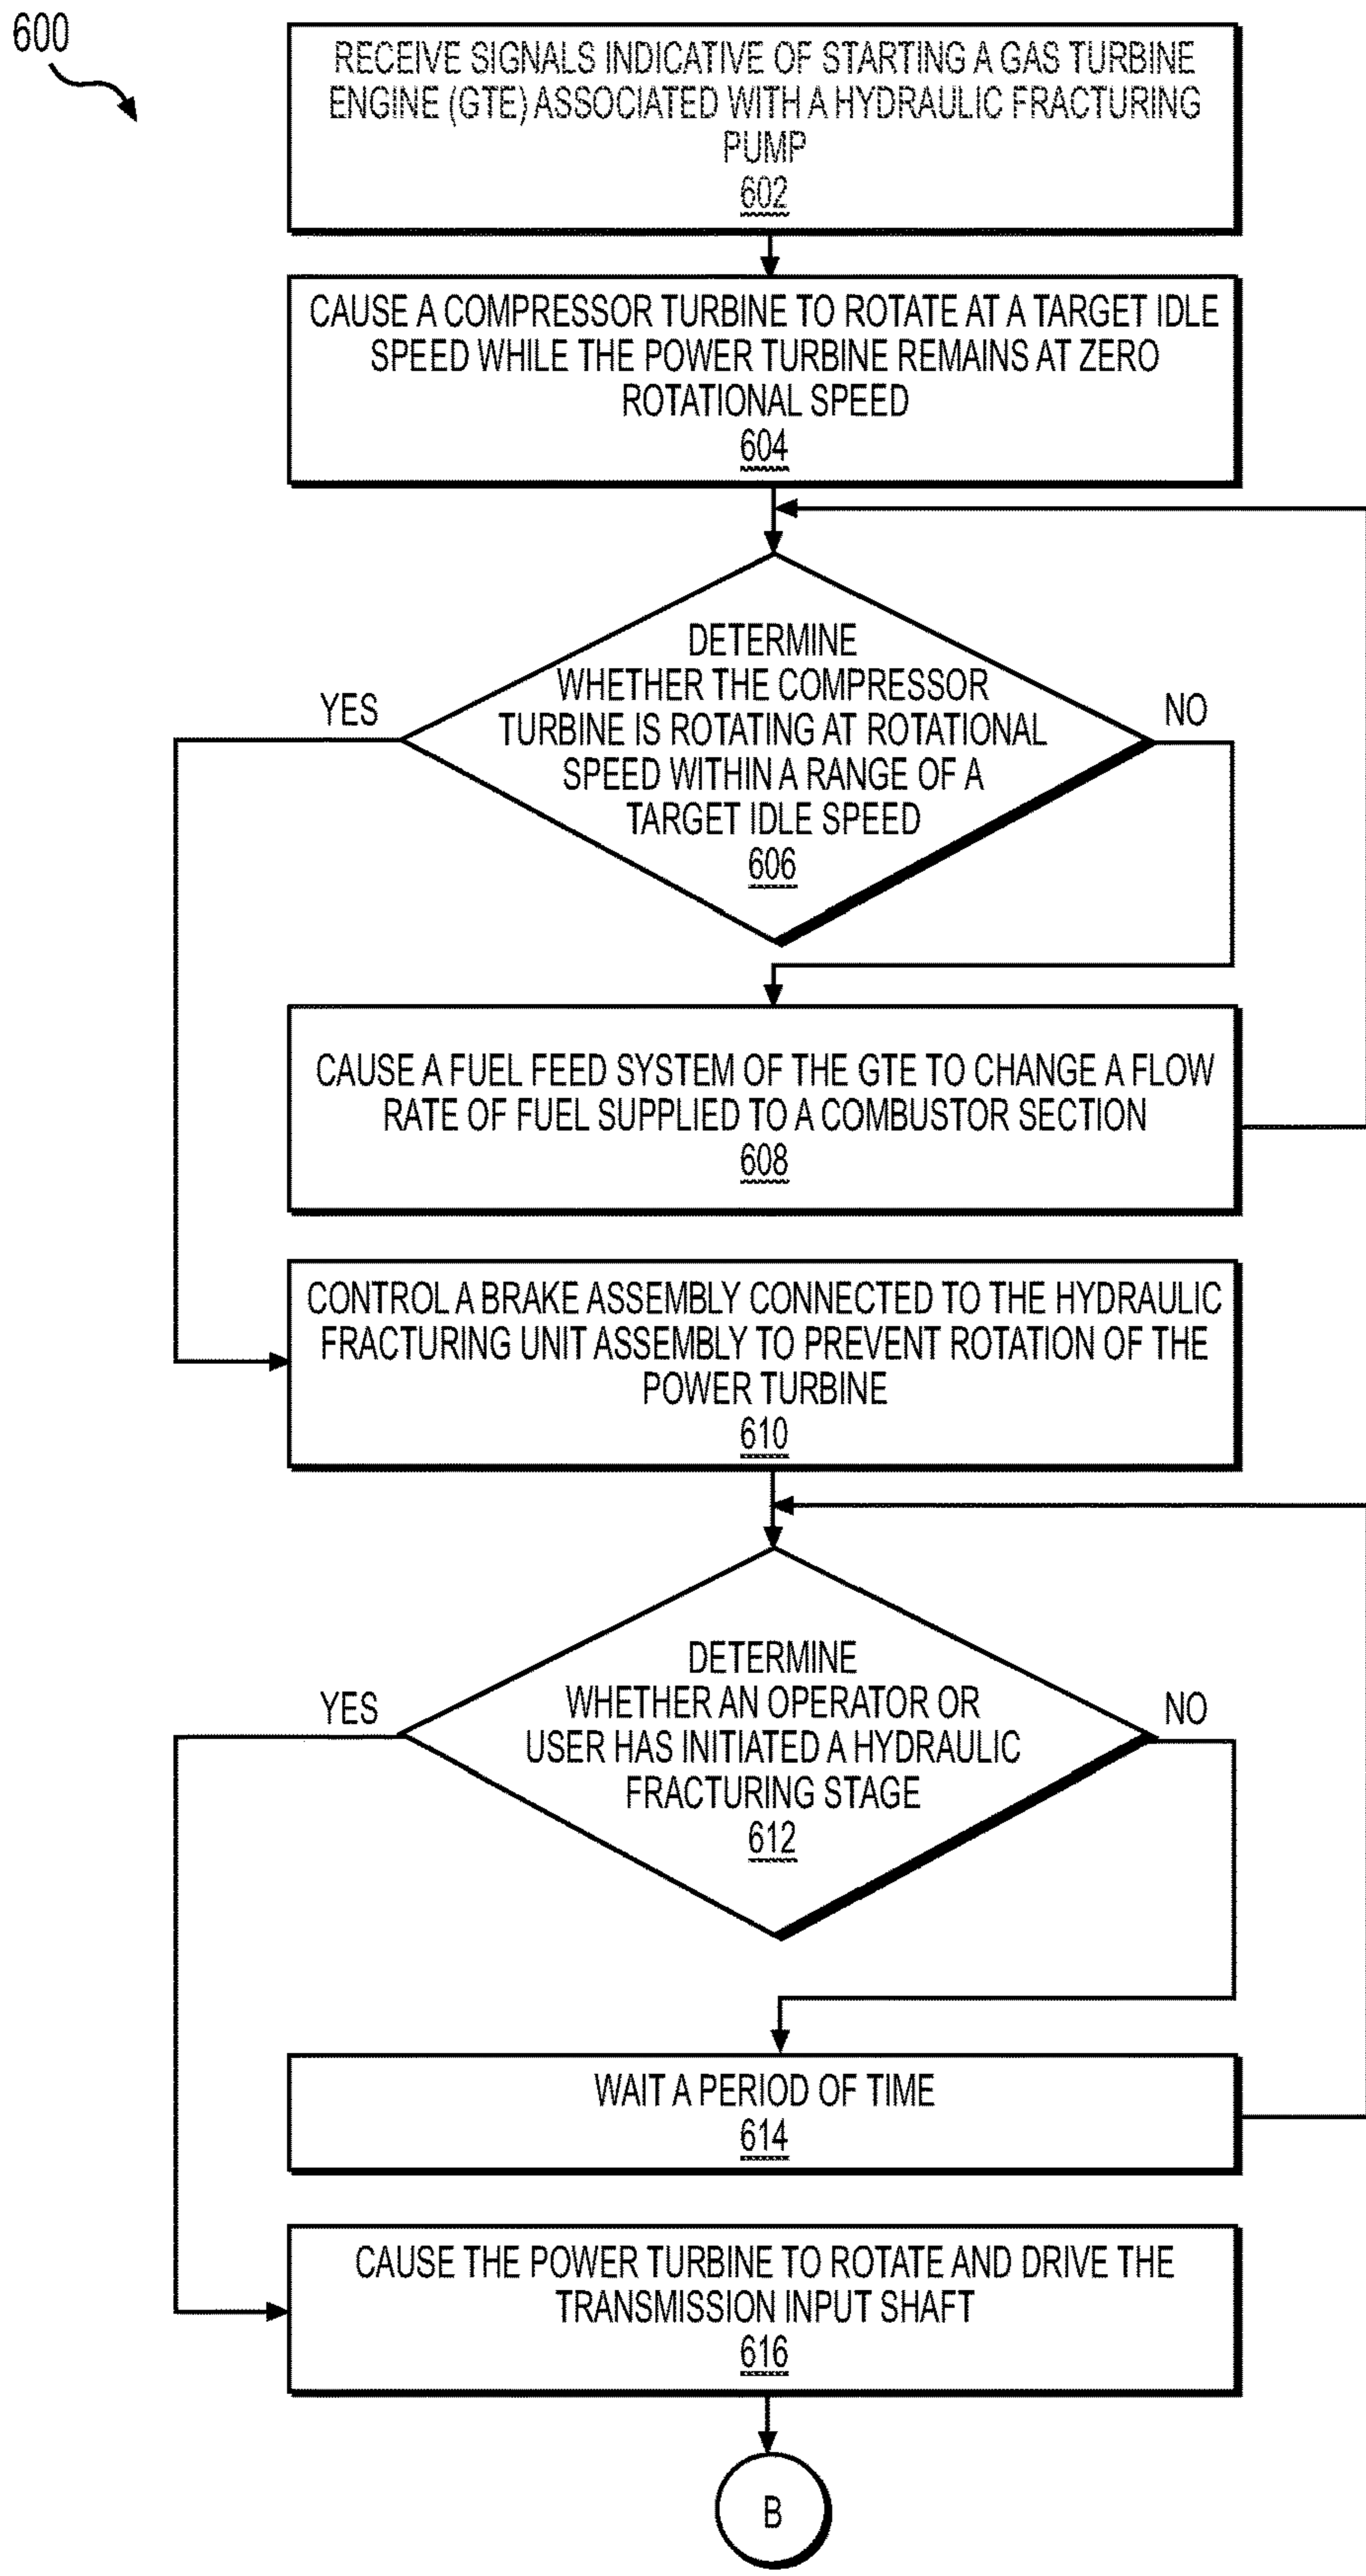 600
RECEIVE SIGNALS INDICATIVE OF STARTING A GAS TURBINE
ENGINE (GTE) ASSOCIATED WITH A HYDRAULIC FRACTURING
PUMP
602
CAUSE A COMPRESSOR TURBINE TO ROTATE AT A TARGET IDLE
SPEED WHILE THE POWER TURBINE REMAINS AT ZERO
ROTATIONAL SPEED
604
DETERMINE
WHETHER THE COMPRESSOR
TURBINE IS ROTATING AT ROTATIONAL
SPEED WITHIN A RANGE OF A
TARGET IDLE SPEED
606
YES
NO
CAUSE A FUEL FEED SYSTEM OF THE GTE TO CHANGE A FLOW
RATE OF FUEL SUPPLIED TO A COMBUSTOR SECTION
608
CONTROL A BRAKE ASSEMBLY CONNECTED TO THE HYDRAULIC
FRACTURING UNIT ASSEMBLY TO PREVENT ROTATION OF THE
POWER TURBINE
610
DETERMINE
WHETHER AN OPERATOR OR
USER HAS INITIATED A HYDRAULIC
FRACTURING STAGE
612
YES
NO
WAIT A PERIOD OF TIME
614
CAUSE THE POWER TURBINE TO ROTATE AND DRIVE THE
TRANSMISSION INPUT SHAFT
616
B